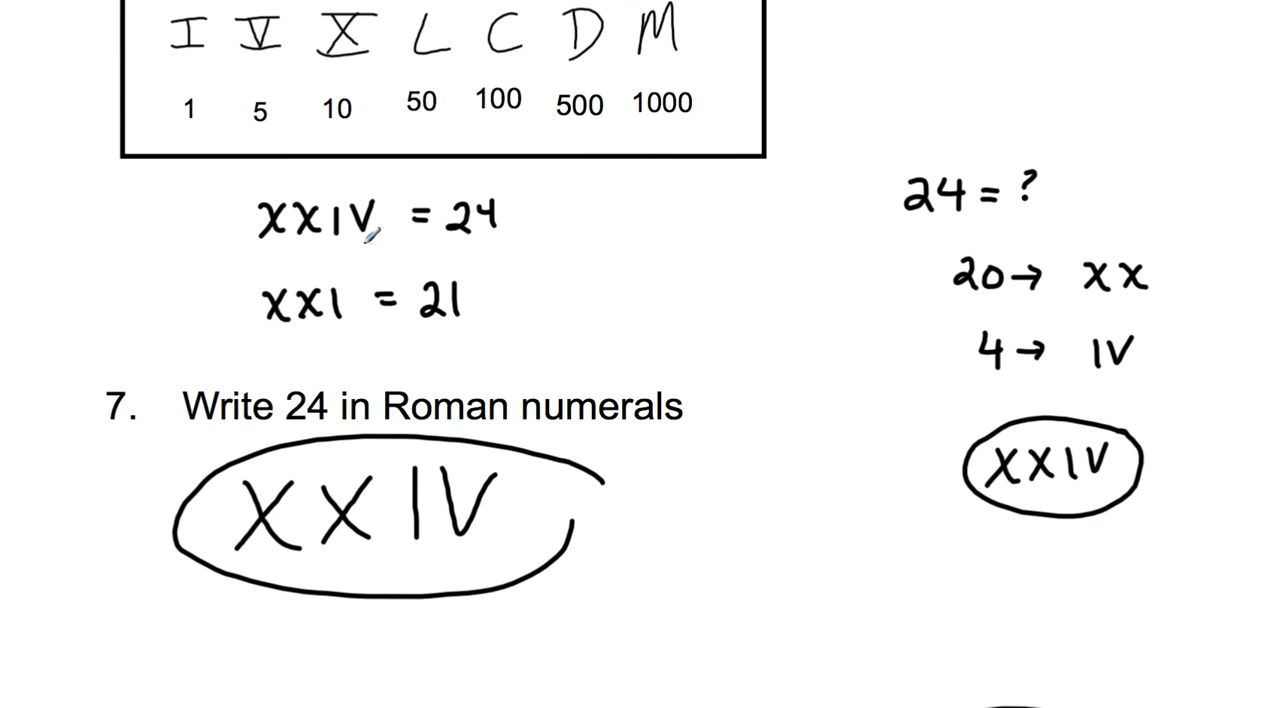 I V X L C D M
1 5 10 50 100 500 1000
XXIV = 24
XXI = 21
24 = ?
20 → XX
4 → IV
XXIV
7. Write 24 in Roman numerals
XXIV